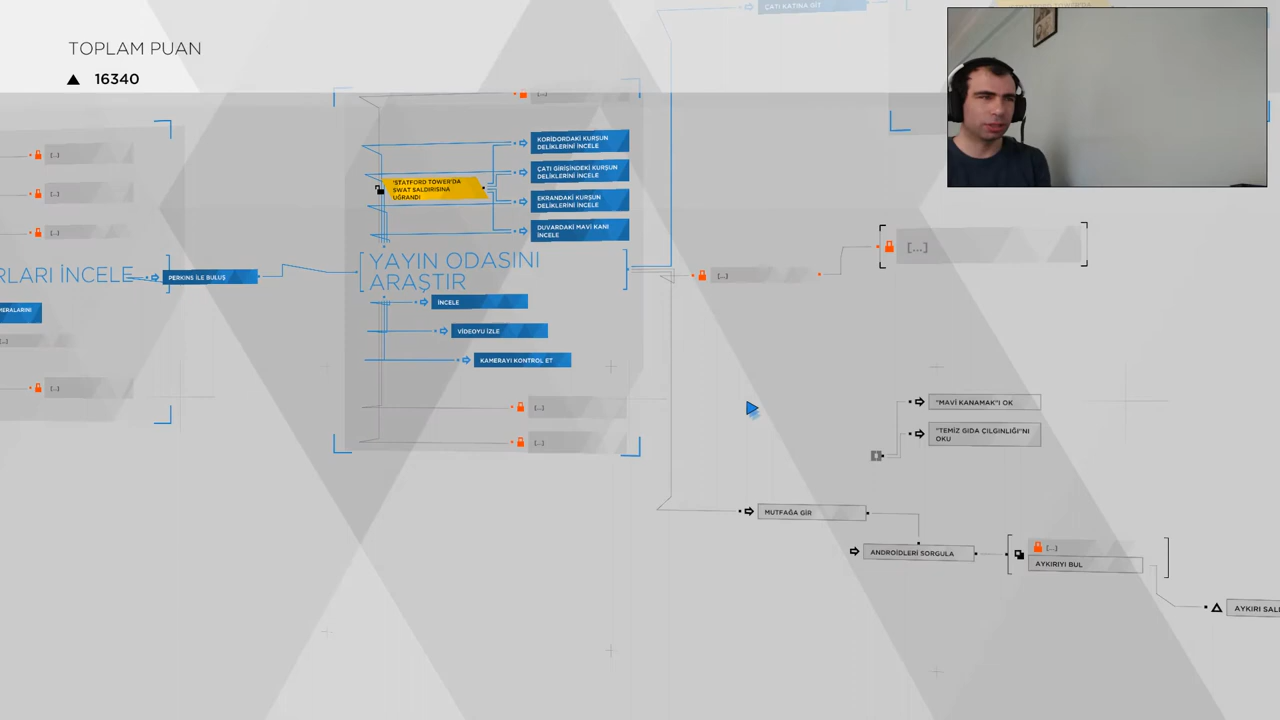 TOPLAM PUAN
16340
ÇATI KATINA GİT
[...]
[...]
[...]
[...]
KORİDORDAKİ KURŞUN
DELİKLERİNİ İNCELE
ÇATI GİRİŞİNDEKİ KURŞUN
DELİKLERİNİ İNCELE
'STATFORD TOWER'DA
SWAT SALDIRISINA
UĞRANDI
EKRANDAKİ KURŞUN
DELİKLERİNİ İNCELE
DUVARDAKİ MAVİ KANI
İNCELE
RLARI İNCELE
PERKINS İLE BULUŞ
YAYIN ODASINI
ARAŞTIR
[...]
[...]
MERALARINI
İNCELE
VİDEOYU İZLE
KAMERAYI KONTROL ET
[...]
[...]
[...]
[...]
"MAVİ KANAMAK"I OK
"TEMİZ GIDA ÇILGINLIĞI"NI
OKU
MUTFAĞA GİR
ANDROİDLERİ SORGULA
[...]
AYKIRIYI BUL
AYKIRI SALI